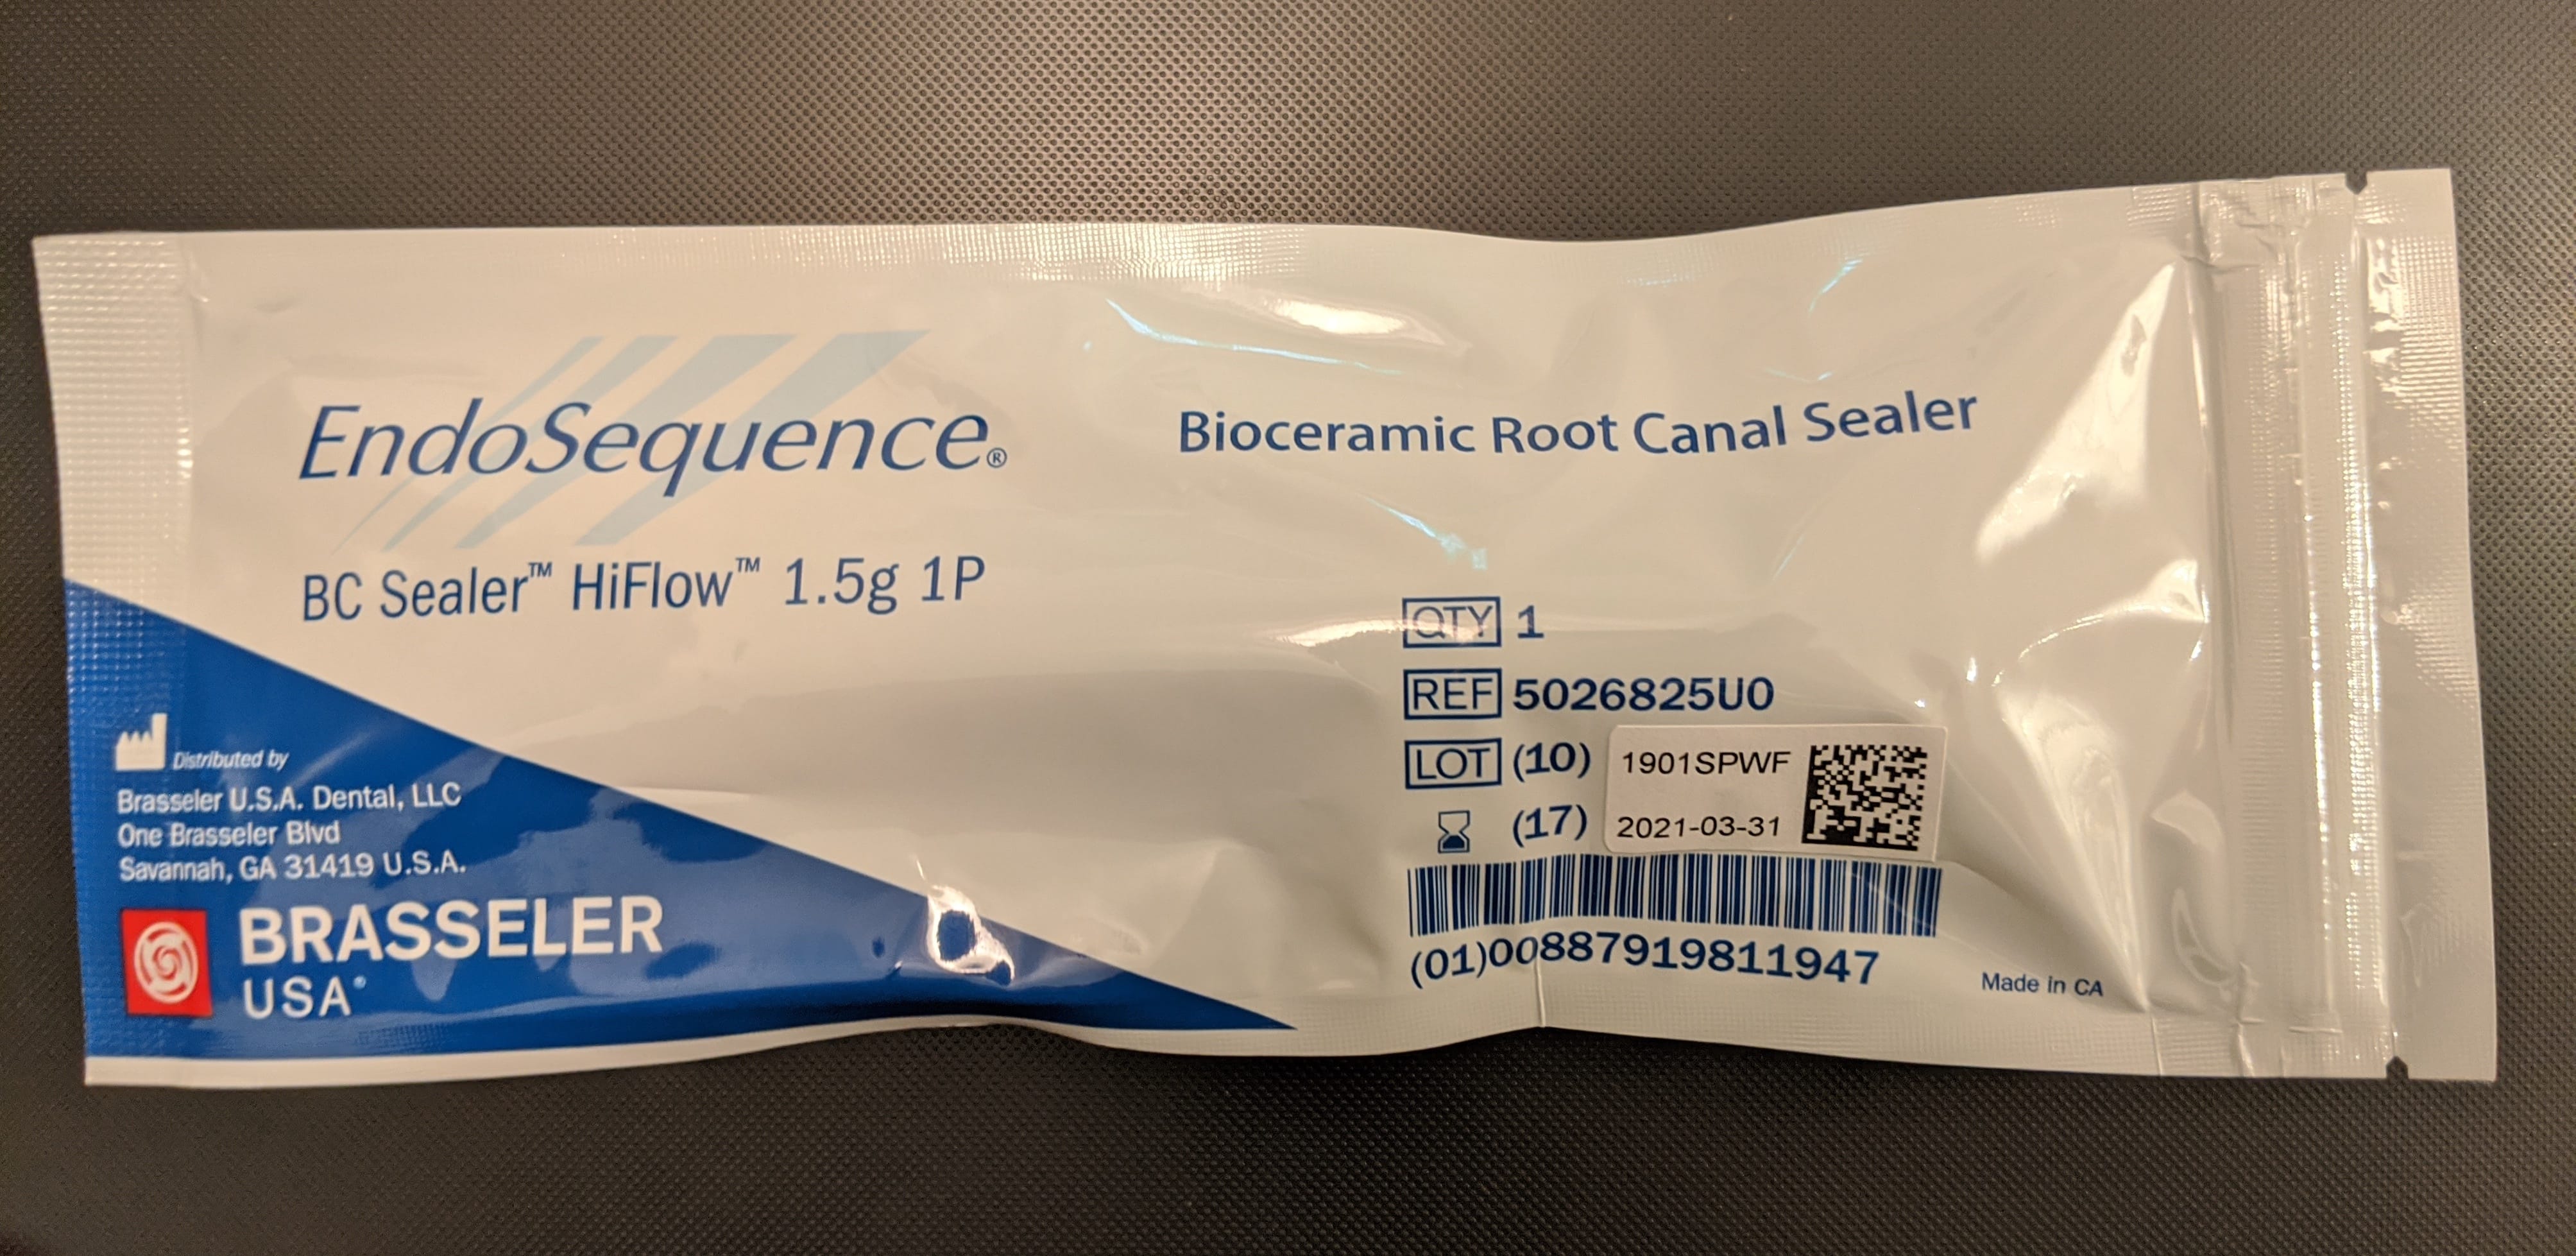 EndoSequence®
BC Sealer™ HiFlow™ 1.5g 1P
Distributed by
Brasseler U.S.A. Dental, LLC
One Brasseler Blvd
Savannah, GA 31419 U.S.A.
BRASSELER
USA®
Bioceramic Root Canal Sealer
QTY 1
REF 5026825U0
LOT (10) 1901SPWF
(17) 2021-03-31
(01)00887919811947
Made in CA